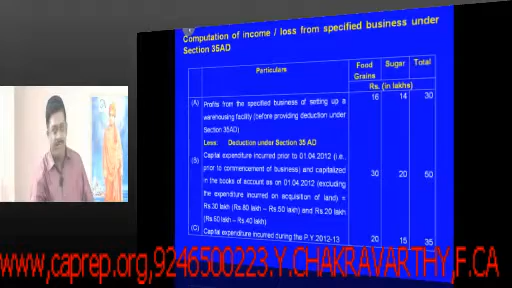 Computation of income / loss from specified business under
Section 35AD
Particulars
Food
Grains
Sugar
Total
Rs. (in lakhs)
(A) Profits from the specified business of setting up a 16 14 30
warehousing facility (before providing deduction under
Section 35AD)
Less: Deduction under Section 35 AD
(B) Capital expenditure incurred prior to 01.04.2012 (i.e.,
prior to commencement of business) and capitalized 30 20 50
in the books of account as on 01.04.2012 (excluding
the expenditure incurred on acquisition of land) =
Rs.30 lakh (Rs.80 lakh – Rs.50 lakh) and Rs.20 lakh
(Rs.60 lakh – Rs.40 lakh)
(C) Capital expenditure incurred during the P.Y.2012-13 20 15 35
www,caprep.org,9246500223.Y.CHAKRAVARTHY,F.CA